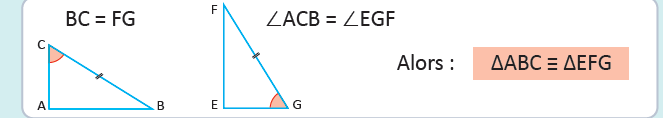 BC = FG ∠ACB = ∠EGF
F
C
Alors : ΔABC ≡ ΔEFG
A B E G